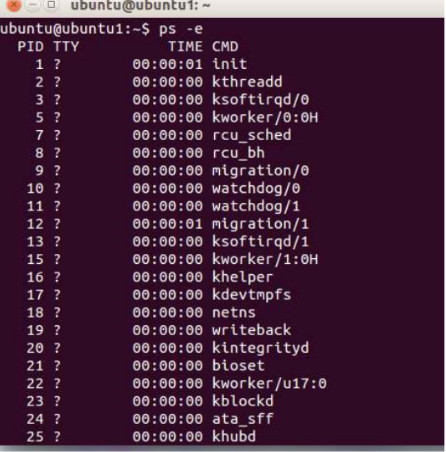 ubuntu@ubuntu1: ~
ubuntu@ubuntu1:~$ ps -e
PID TTY TIME CMD
1 ? 00:00:01 init
2 ? 00:00:00 kthreadd
3 ? 00:00:00 ksoftirqd/0
5 ? 00:00:00 kworker/0:0H
7 ? 00:00:00 rcu_sched
8 ? 00:00:00 rcu_bh
9 ? 00:00:00 migration/0
10 ? 00:00:00 watchdog/0
11 ? 00:00:00 watchdog/1
12 ? 00:00:01 migration/1
13 ? 00:00:00 ksoftirqd/1
15 ? 00:00:00 kworker/1:0H
16 ? 00:00:00 khelper
17 ? 00:00:00 kdevtmpfs
18 ? 00:00:00 netns
19 ? 00:00:00 writeback
20 ? 00:00:00 kintegrityd
21 ? 00:00:00 bioset
22 ? 00:00:00 kworker/u17:0
23 ? 00:00:00 kblockd
24 ? 00:00:00 ata_sff
25 ? 00:00:00 khubd